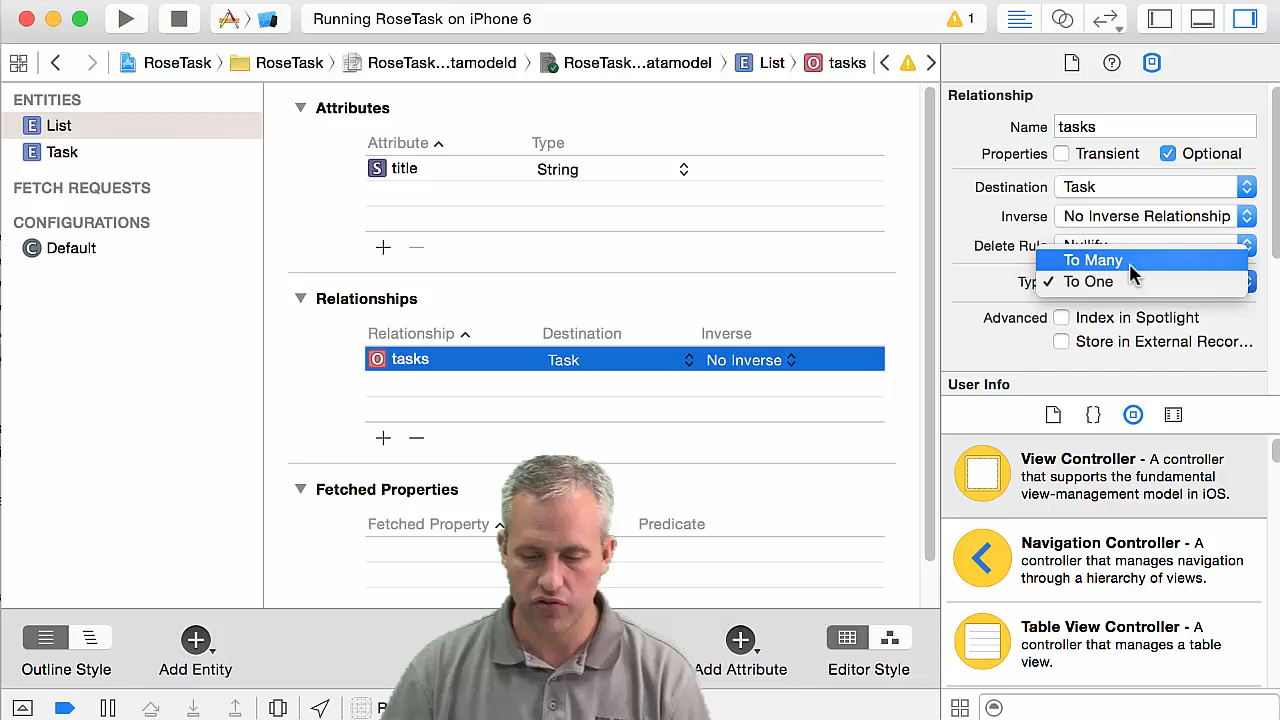 Running RoseTask on iPhone 6
1
RoseTask
RoseTask
RoseTask...tamodeld
RoseTask...atamodel
E List
O tasks
ENTITIES
E List
E Task
FETCH REQUESTS
CONFIGURATIONS
C Default
Attributes
Attribute
Type
S title
String
Relationships
Relationship
Destination
Inverse
O tasks
Task
No Inverse
Fetched Properties
Fetched Property
Predicate
Outline Style
Add Entity
Add Attribute
Editor Style
Relationship
Name tasks
Properties Transient Optional
Destination Task
Inverse No Inverse Relationship
Delete Rule Nullify
To Many
✓ To One
Advanced Index in Spotlight
Store in External Recor...
User Info
View Controller - A controller
that supports the fundamental
view-management model in iOS.
Navigation Controller - A
controller that manages navigation
through a hierarchy of views.
Table View Controller - A
controller that manages a table
view.